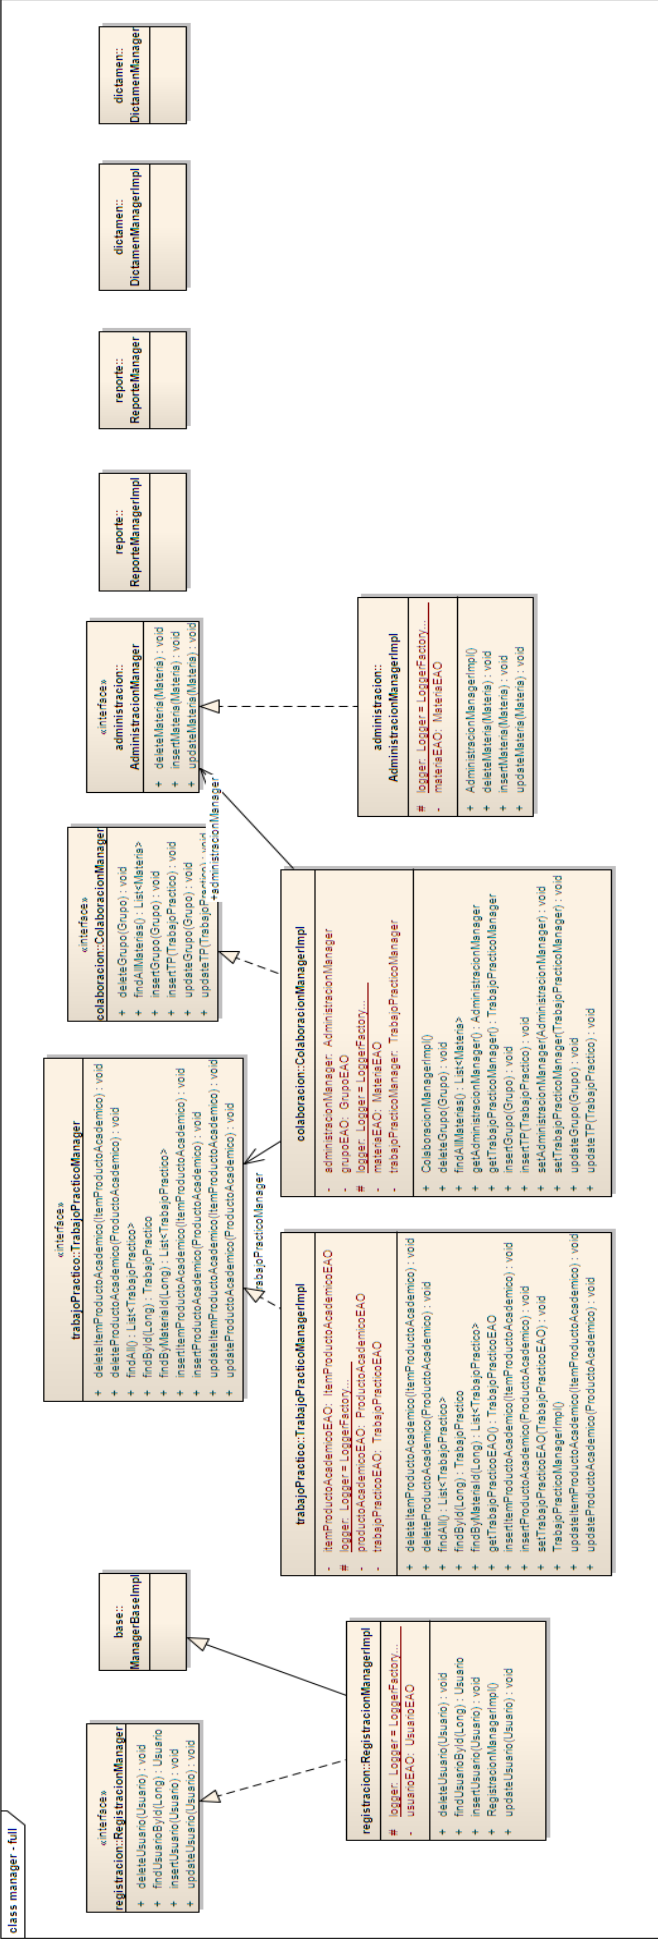 class manager - full
«interface»
registracion::RegistracionManager
+ deleteUsuario(Usuario) : void
+ findUsuarioById(Long) : Usuario
+ insertUsuario(Usuario) : void
+ updateUsuario(Usuario) : void
base::
ManagerBaseImpl
registracion::RegistracionManagerImpl
# logger: Logger = LoggerFactory....
- usuarioEAO: UsuarioEAO
+ deleteUsuario(Usuario) : void
+ findUsuarioById(Long) : Usuario
+ insertUsuario(Usuario) : void
+ RegistracionManagerImpl()
+ updateUsuario(Usuario) : void
«interface»
trabajoPractico::TrabajoPracticoManager
+ deleteItemProductoAcademico(ItemProductoAcademico) : void
+ deleteProductoAcademico(ProductoAcademico) : void
+ findAll() : List<TrabajoPractico>
+ findById(Long) : TrabajoPractico
+ findByMateriaId(Long) : List<TrabajoPractico>
+ insertItemProductoAcademico(ItemProductoAcademico) : void
+ insertProductoAcademico(ProductoAcademico) : void
+ updateItemProductoAcademico(ItemProductoAcademico) : void
+ updateProductoAcademico(ProductoAcademico) : void
trabajoPracticoManager
trabajoPractico::TrabajoPracticoManagerImpl
- itemProductoAcademicoEAO: ItemProductoAcademicoEAO
# logger: Logger = LoggerFactory....
- productoAcademicoEAO: ProductoAcademicoEAO
- trabajoPracticoEAO: TrabajoPracticoEAO
+ deleteItemProductoAcademico(ItemProductoAcademico) : void
+ deleteProductoAcademico(ProductoAcademico) : void
+ findAll() : List<TrabajoPractico>
+ findById(Long) : TrabajoPractico
+ findByMateriaId(Long) : List<TrabajoPractico>
+ getTrabajoPracticoEAO() : TrabajoPracticoEAO
+ insertItemProductoAcademico(ItemProductoAcademico) : void
+ insertProductoAcademico(ProductoAcademico) : void
+ setTrabajoPracticoEAO(TrabajoPracticoEAO) : void
+ TrabajoPracticoManagerImpl()
+ updateItemProductoAcademico(ItemProductoAcademico) : void
+ updateProductoAcademico(ProductoAcademico) : void
«interface»
colaboracion::ColaboracionManager
+ deleteGrupo(Grupo) : void
+ findAllMaterias() : List<Materia>
+ insertGrupo(Grupo) : void
+ insertTP(TrabajoPractico) : void
+ updateGrupo(Grupo) : void
+ updateTP(TrabajoPractico) : void
+administracionManager
colaboracion::ColaboracionManagerImpl
- administracionManager: AdministracionManager
- grupoEAO: GrupoEAO
# logger: Logger = LoggerFactory....
- materiaEAO: MateriaEAO
- trabajoPracticoManager: TrabajoPracticoManager
+ ColaboracionManagerImpl()
+ deleteGrupo(Grupo) : void
+ findAllMaterias() : List<Materia>
+ getAdministracionManager() : AdministracionManager
+ getTrabajoPracticoManager() : TrabajoPracticoManager
+ insertGrupo(Grupo) : void
+ insertTP(TrabajoPractico) : void
+ setAdministracionManager(AdministracionManager) : void
+ setTrabajoPracticoManager(TrabajoPracticoManager) : void
+ updateGrupo(Grupo) : void
+ updateTP(TrabajoPractico) : void
«interface»
administracion::
AdministracionManager
+ deleteMateria(Materia) : void
+ insertMateria(Materia) : void
+ updateMateria(Materia) : void
administracion::
AdministracionManagerImpl
# logger: Logger = LoggerFactory....
- materiaEAO: MateriaEAO
+ AdministracionManagerImpl()
+ deleteMateria(Materia) : void
+ insertMateria(Materia) : void
+ updateMateria(Materia) : void
reporte::
ReporteManagerImpl
reporte::
ReporteManager
dictamen::
DictamenManagerImpl
dictamen::
DictamenManager